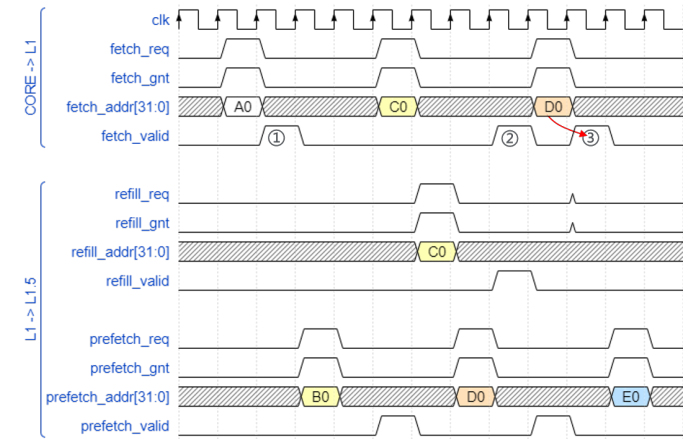 CORE -> L1
clk
fetch_req
fetch_gnt
fetch_addr[31:0] A0 C0 D0
fetch_valid ① ② ③
L1 -> L1.5
refill_req
refill_gnt
refill_addr[31:0] C0
refill_valid
prefetch_req
prefetch_gnt
prefetch_addr[31:0] B0 D0 E0
prefetch_valid